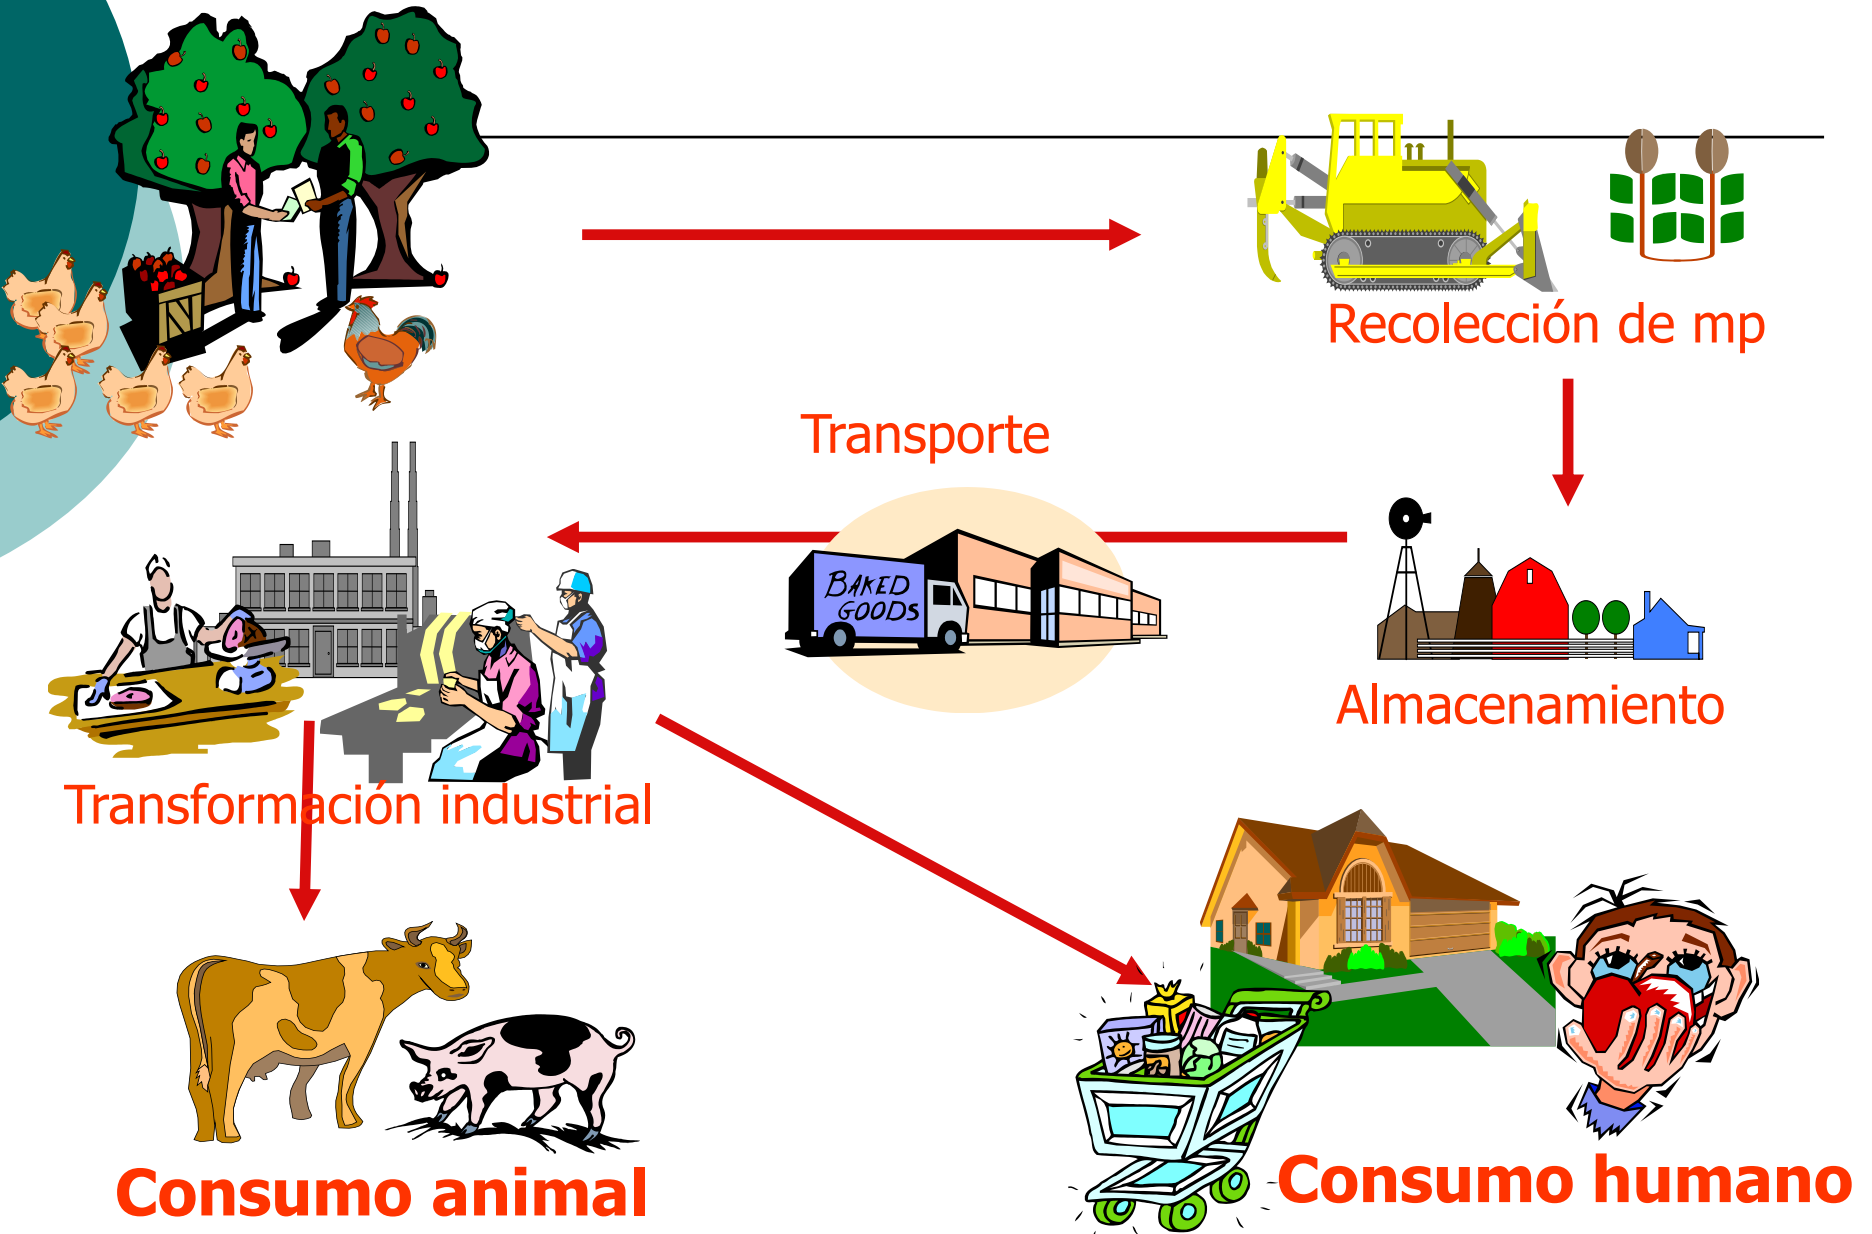 Recolección de mp
Transporte
BAKED
GOODS
Almacenamiento
Transformación industrial
Consumo animal
Consumo humano